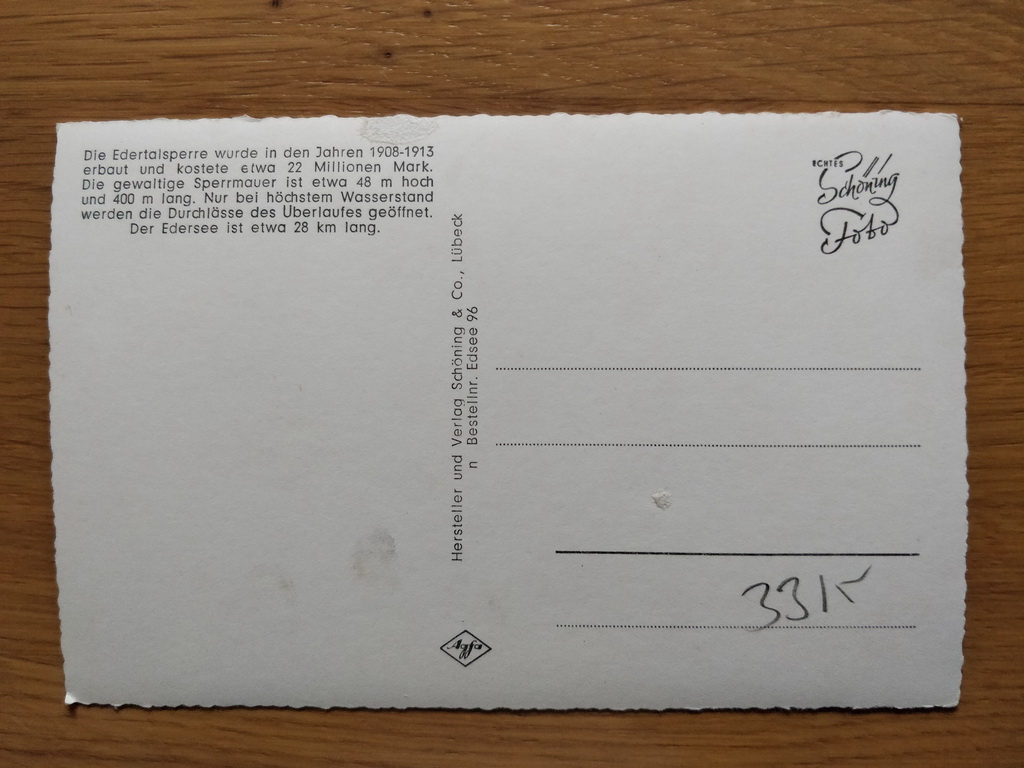 Die Edertalsperre wurde in den Jahren 1908-1913
erbaut und kostete etwa 22 Millionen Mark.
Die gewaltige Sperrmauer ist etwa 48 m hoch
und 400 m lang. Nur bei höchstem Wasserstand
werden die Durchlässe des Überlaufes geöffnet.
Der Edersee ist etwa 28 km lang.
Hersteller und Verlag Schöning & Co., Lübeck
n Bestellnr. Edsee 96
ECHTES
Schöning
Foto
Agfa